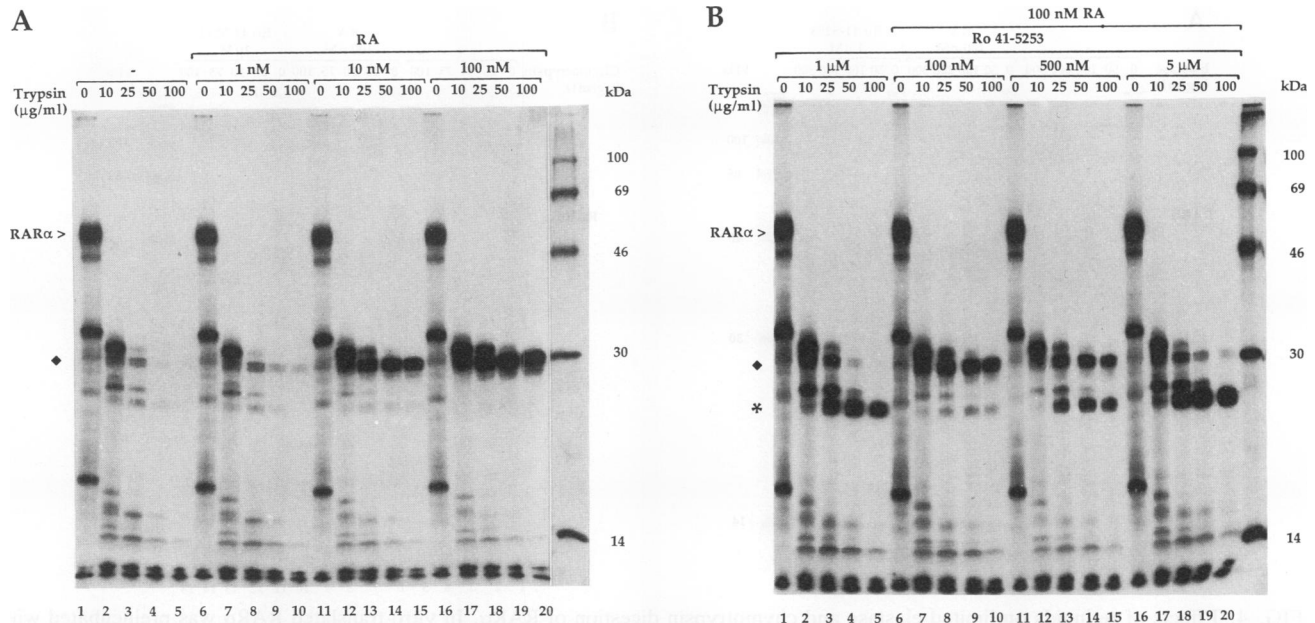 A
RA
- 1 nM 10 nM 100 nM
Trypsin 0 10 25 50 100 0 10 25 50 100 0 10 25 50 100 0 10 25 50 100 kDa
(μg/ml)
100
69
RARα >
46
◆ 30
14
1 2 3 4 5 6 7 8 9 10 11 12 13 14 15 16 17 18 19 20
B
100 nM RA
Ro 41-5253
1 μM 100 nM 500 nM 5 μM
Trypsin 0 10 25 50 100 0 10 25 50 100 0 10 25 50 100 0 10 25 50 100 kDa
(μg/ml)
100
69
RARα >
46
◆ 30
*
14
1 2 3 4 5 6 7 8 9 10 11 12 13 14 15 16 17 18 19 20